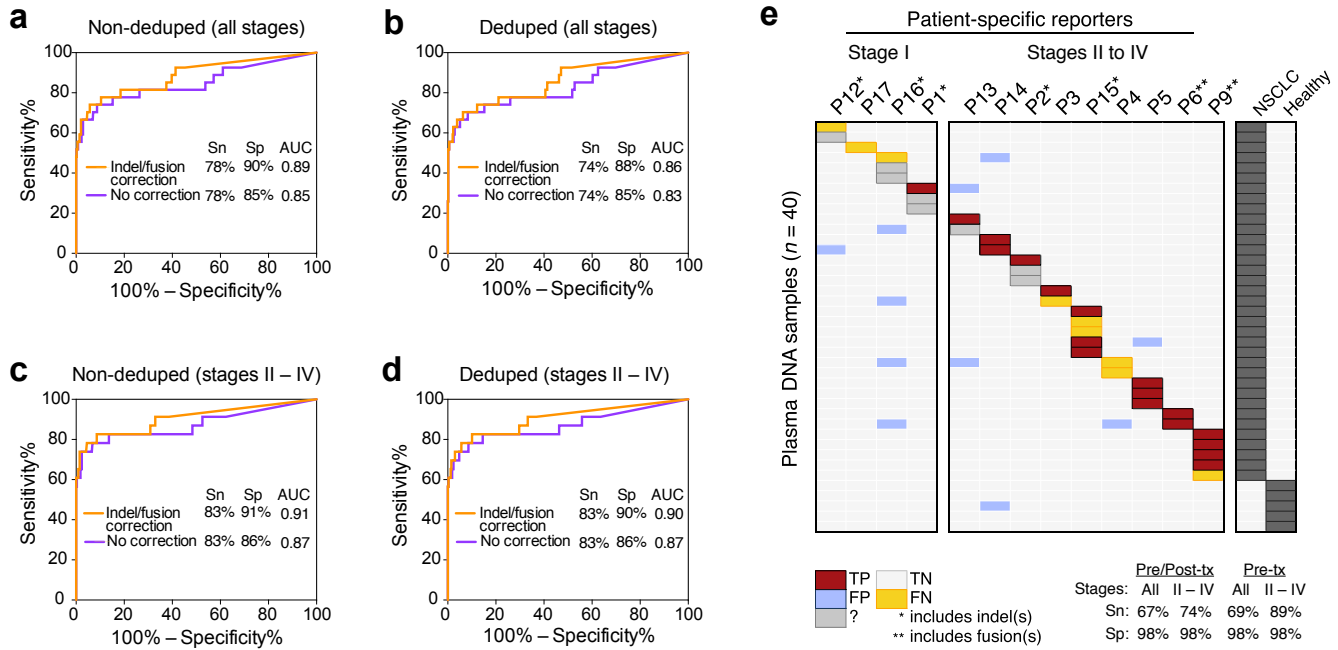 a
Non-deduped (all stages)
100
80
60
40
80
0
Sensitivity%
Sn Sp AUC
Indel/fusion correction 78% 90% 0.89
No correction 78% 85% 0.85
0 20 40 60 80 100
100% – Specificity%
b
Deduped (all stages)
100
80
60
40
80
0
Sensitivity%
Sn Sp AUC
Indel/fusion correction 74% 88% 0.86
No correction 74% 85% 0.83
0 20 40 60 80 100
100% – Specificity%
c
Non-deduped (stages II – IV)
100
80
60
40
80
0
Sensitivity%
Sn Sp AUC
Indel/fusion correction 83% 91% 0.91
No correction 83% 86% 0.87
0 20 40 60 80 100
100% – Specificity%
d
Deduped (stages II – IV)
100
80
60
40
80
0
Sensitivity%
Sn Sp AUC
Indel/fusion correction 83% 90% 0.90
No correction 83% 86% 0.87
0 20 40 60 80 100
100% – Specificity%
e
Patient-specific reporters
Stage I Stages II to IV
P12* P17 P16* P1* P13 P14 P2* P3 P15* P4 P5 P6** P9** NSCLC Healthy
Plasma DNA samples (n = 40)
TP TN
FP FN
? * includes indel(s)
** includes fusion(s)
Pre/Post-tx Pre-tx
Stages: All II – IV All II – IV
Sn: 67% 74% 69% 89%
Sp: 98% 98% 98% 98%